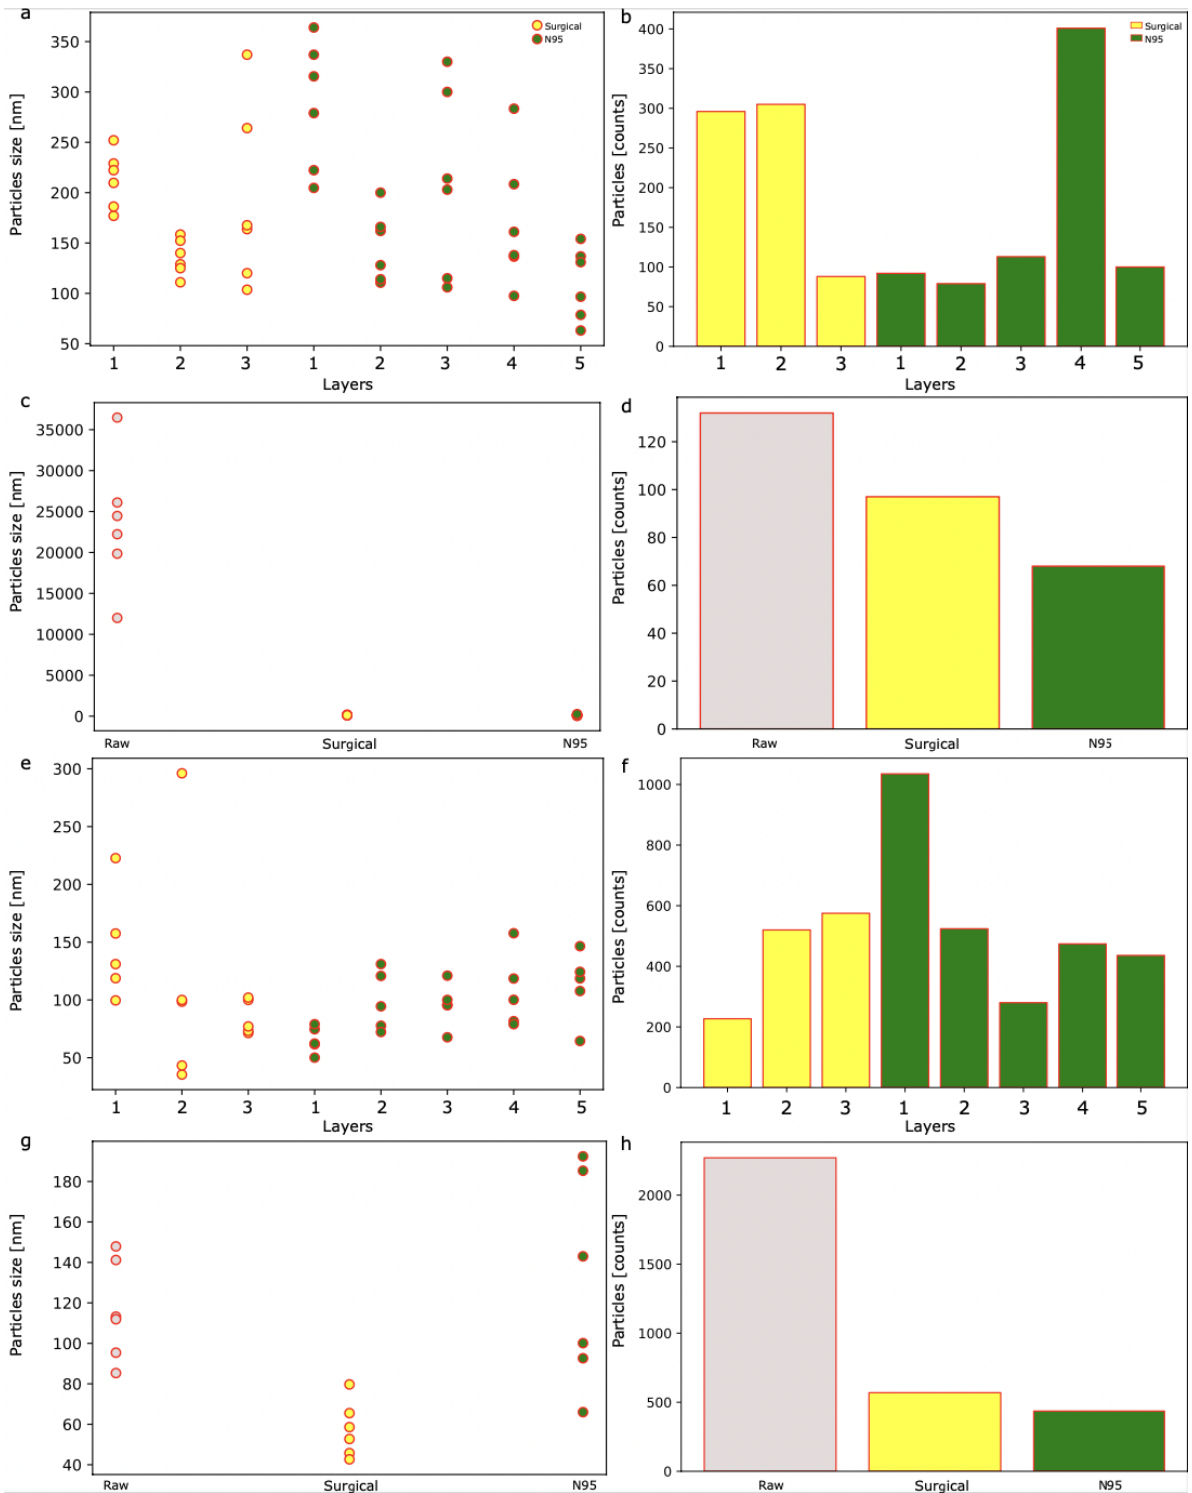 a
Particles size [nm]
350
300
250
200
150
100
50
Surgical
N95
1 2 3 1 2 3 4 5
Layers
b
Particles [counts]
400
350
300
250
200
150
100
50
0
Surgical
N95
1 2 3 1 2 3 4 5
Layers
c
Particles size [nm]
35000
30000
25000
20000
15000
10000
5000
0
Raw Surgical N95
d
Particles [counts]
120
100
80
60
40
20
0
Raw Surgical N95
e
Particles size [nm]
300
250
200
150
100
50
1 2 3 1 2 3 4 5
Layers
f
Particles [counts]
1000
800
600
400
200
0
1 2 3 1 2 3 4 5
Layers
g
Particles size [nm]
180
160
140
120
100
80
60
40
Raw Surgical N95
h
Particles [counts]
2000
1500
1000
500
0
Raw Surgical N95